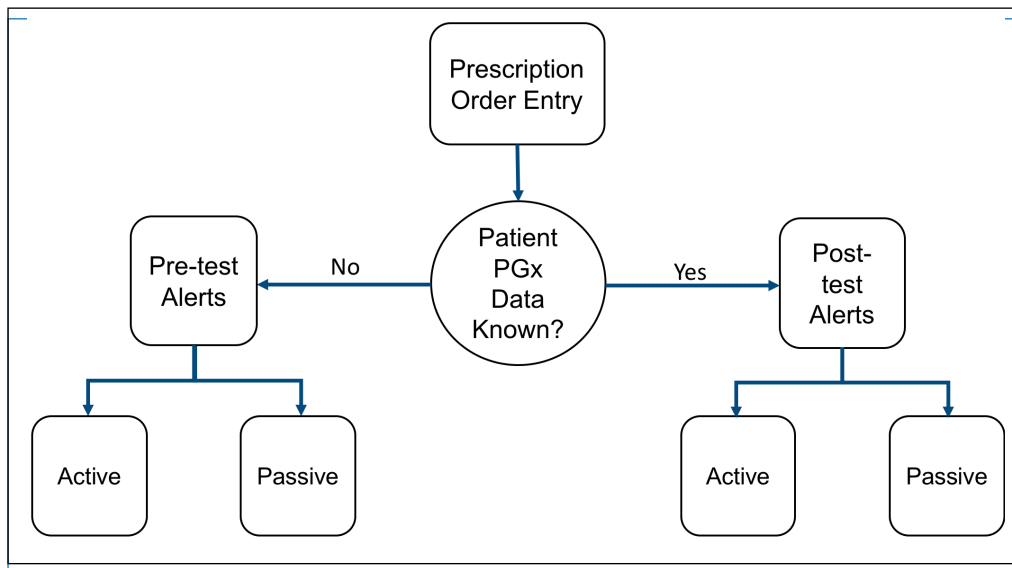 Prescription
Order Entry
Patient
PGx
Data
Known?
No
Yes
Pre-test
Alerts
Post-
test
Alerts
Active
Passive
Active
Passive